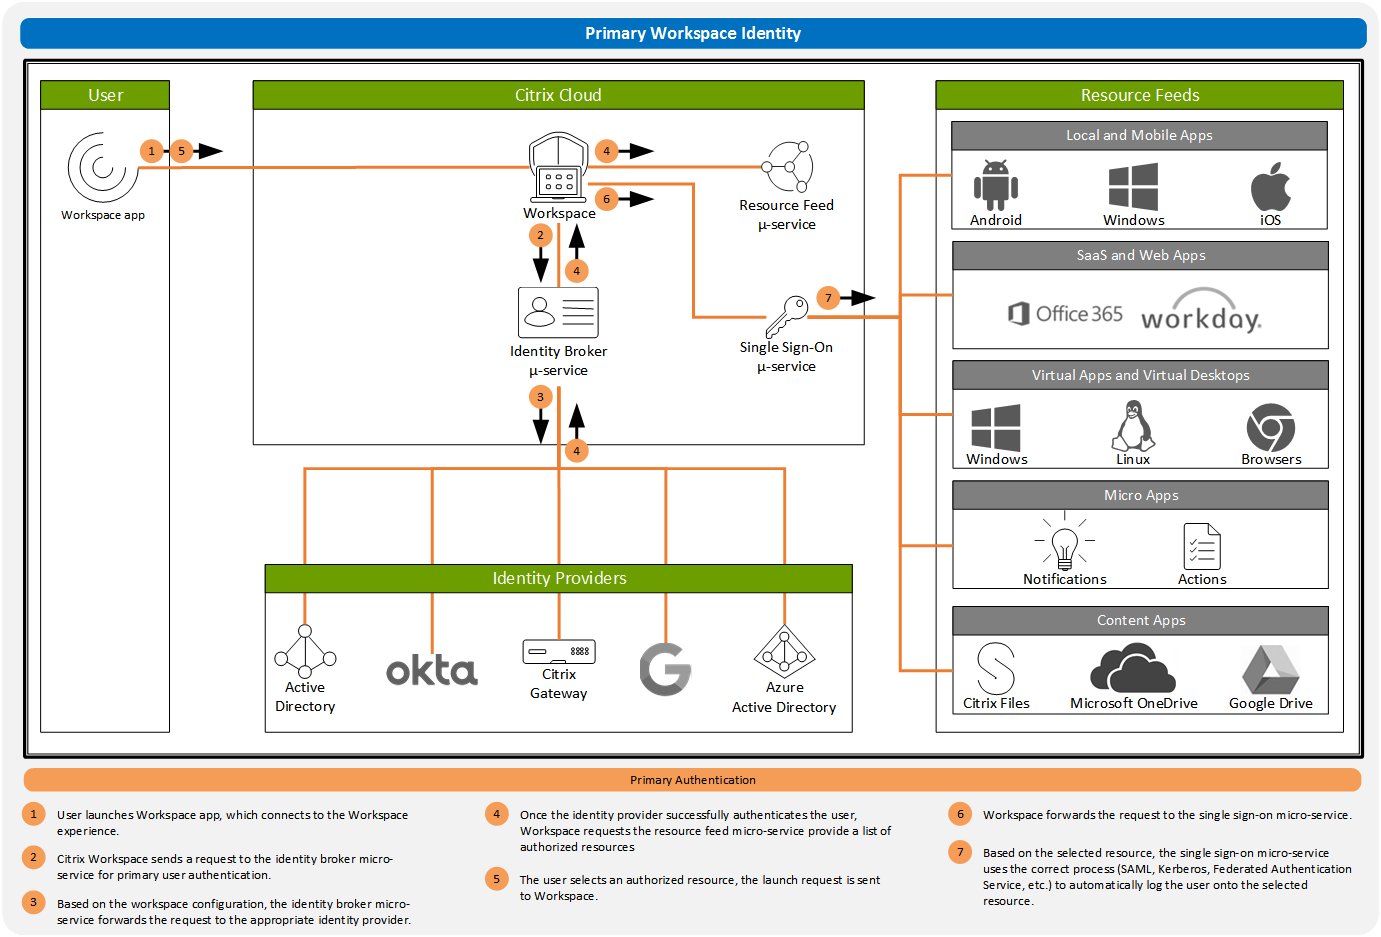 Primary Workspace Identity
User
Citrix Cloud
Resource Feeds
1
5
Workspace app
Workspace
4
6
2
4
Resource Feed
μ-service
Identity Broker
μ-service
3
4
Single Sign-On
μ-service
7
Local and Mobile Apps
Android
Windows
iOS
SaaS and Web Apps
Office 365
workday.
Virtual Apps and Virtual Desktops
Windows
Linux
Browsers
Micro Apps
Notifications
Actions
Content Apps
Citrix Files
Microsoft OneDrive
Google Drive
Identity Providers
Active
Directory
okta
Citrix
Gateway
G
Azure
Active Directory
Primary Authentication
1
User launches Workspace app, which connects to the Workspace
experience.
2
Citrix Workspace sends a request to the identity broker micro-
service for primary user authentication.
3
Based on the workspace configuration, the identity broker micro-
service forwards the request to the appropriate identity provider.
4
Once the identity provider successfully authenticates the user,
Workspace requests the resource feed micro-service provide a list of
authorized resources
5
The user selects an authorized resource, the launch request is sent
to Workspace.
6
Workspace forwards the request to the single sign-on micro-service.
7
Based on the selected resource, the single sign-on micro-service
uses the correct process (SAML, Kerberos, Federated Authentication
Service, etc.) to automatically log the user onto the selected
resource.